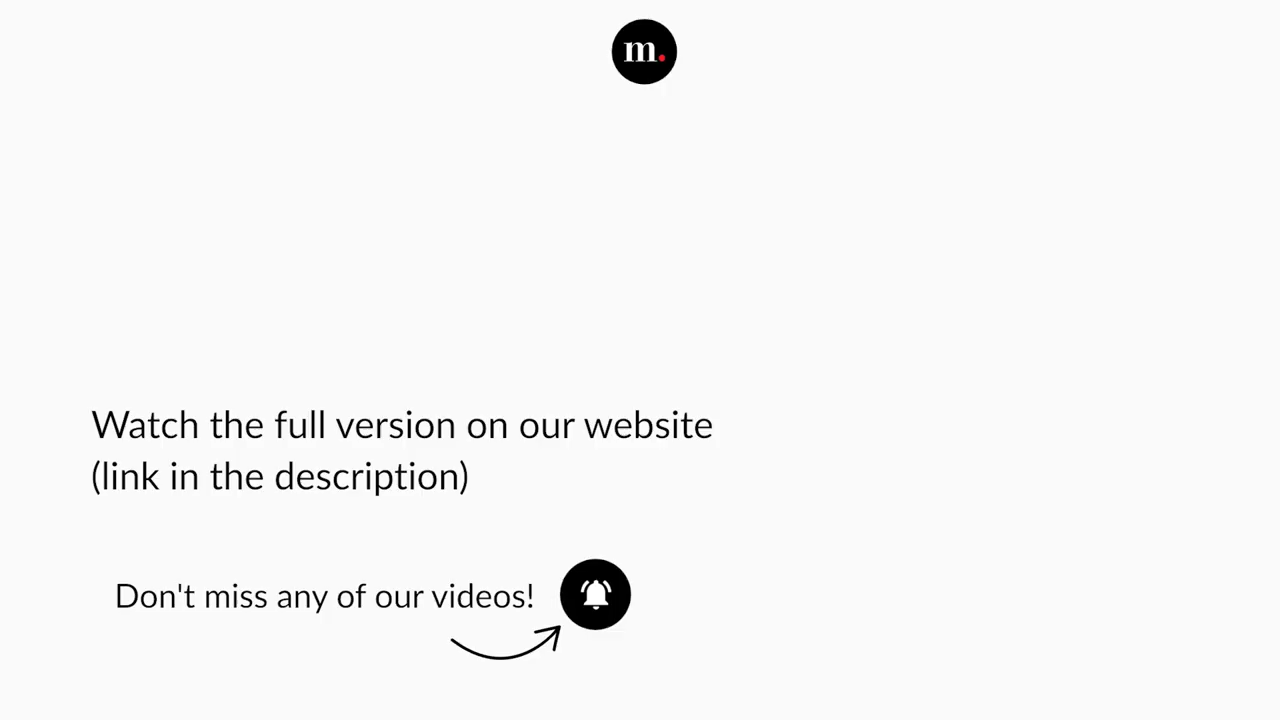 m.
Watch the full version on our website
(link in the description)
Don't miss any of our videos!